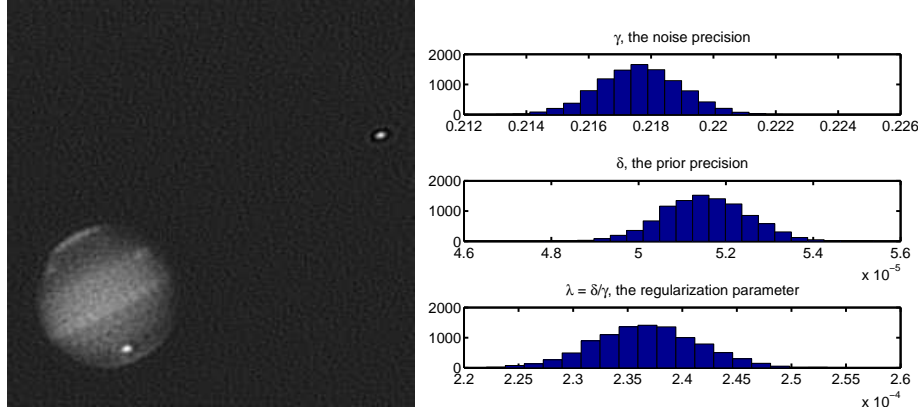 γ, the noise precision
2000
1000
0
0.212 0.214 0.216 0.218 0.22 0.222 0.224 0.226
δ, the prior precision
2000
1000
0
4.6 4.8 5 5.2 5.4 5.6
x 10⁻⁵
λ = δ/γ, the regularization parameter
2000
1000
0
2.2 2.25 2.3 2.35 2.4 2.45 2.5 2.55 2.6
x 10⁻⁴